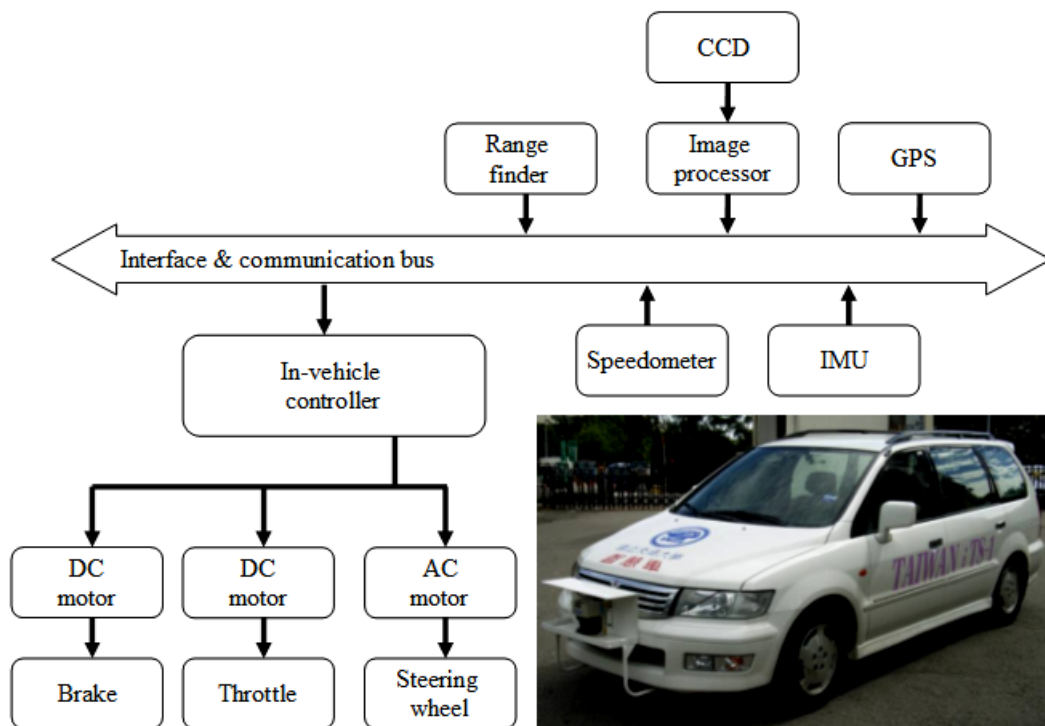 CCD
Range
finder
Image
processor
GPS
Interface & communication bus
In-vehicle
controller
Speedometer
IMU
DC
motor
DC
motor
AC
motor
Brake
Throttle
Steering
wheel
TAIWAN iTS-1